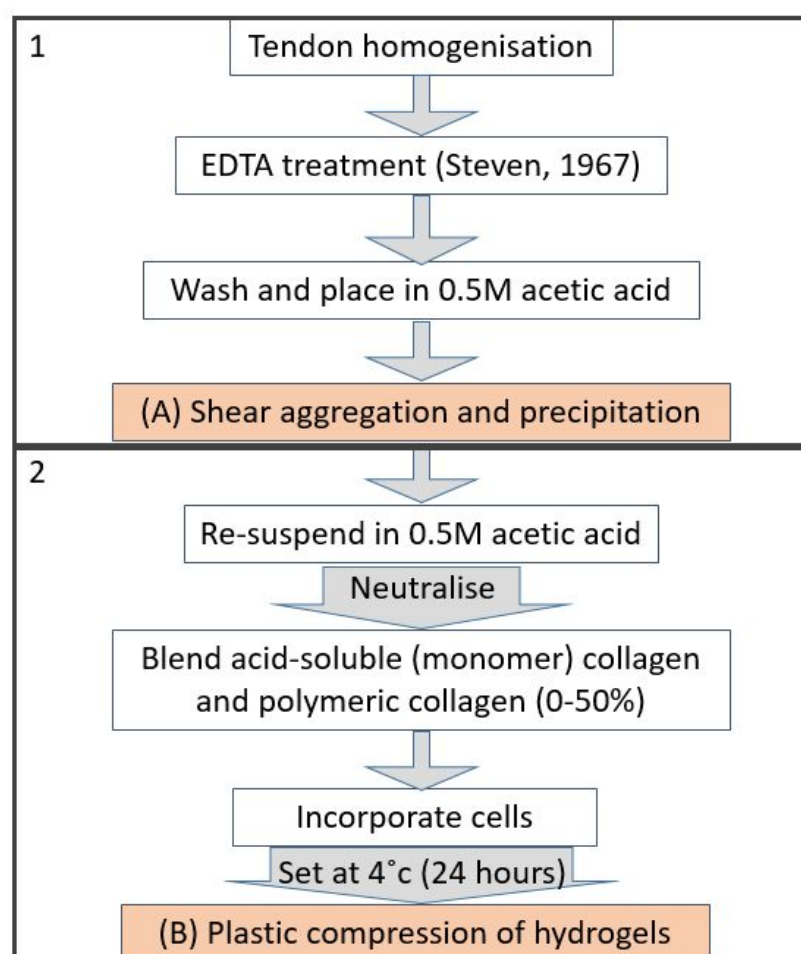 1
Tendon homogenisation
EDTA treatment (Steven, 1967)
Wash and place in 0.5M acetic acid
(A) Shear aggregation and precipitation
2
Re-suspend in 0.5M acetic acid
Neutralise
Blend acid-soluble (monomer) collagen
and polymeric collagen (0-50%)
Incorporate cells
Set at 4˚c (24 hours)
(B) Plastic compression of hydrogels